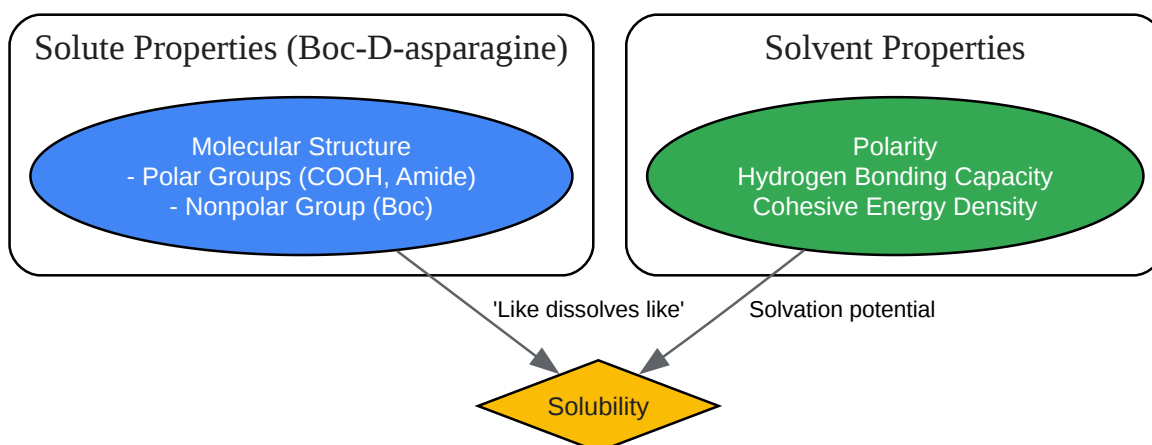 Solute Properties (Boc-D-asparagine)
Molecular Structure
- Polar Groups (COOH, Amide)
- Nonpolar Group (Boc)
Solvent Properties
Polarity
Hydrogen Bonding Capacity
Cohesive Energy Density
'Like dissolves like'
Solvation potential
Solubility